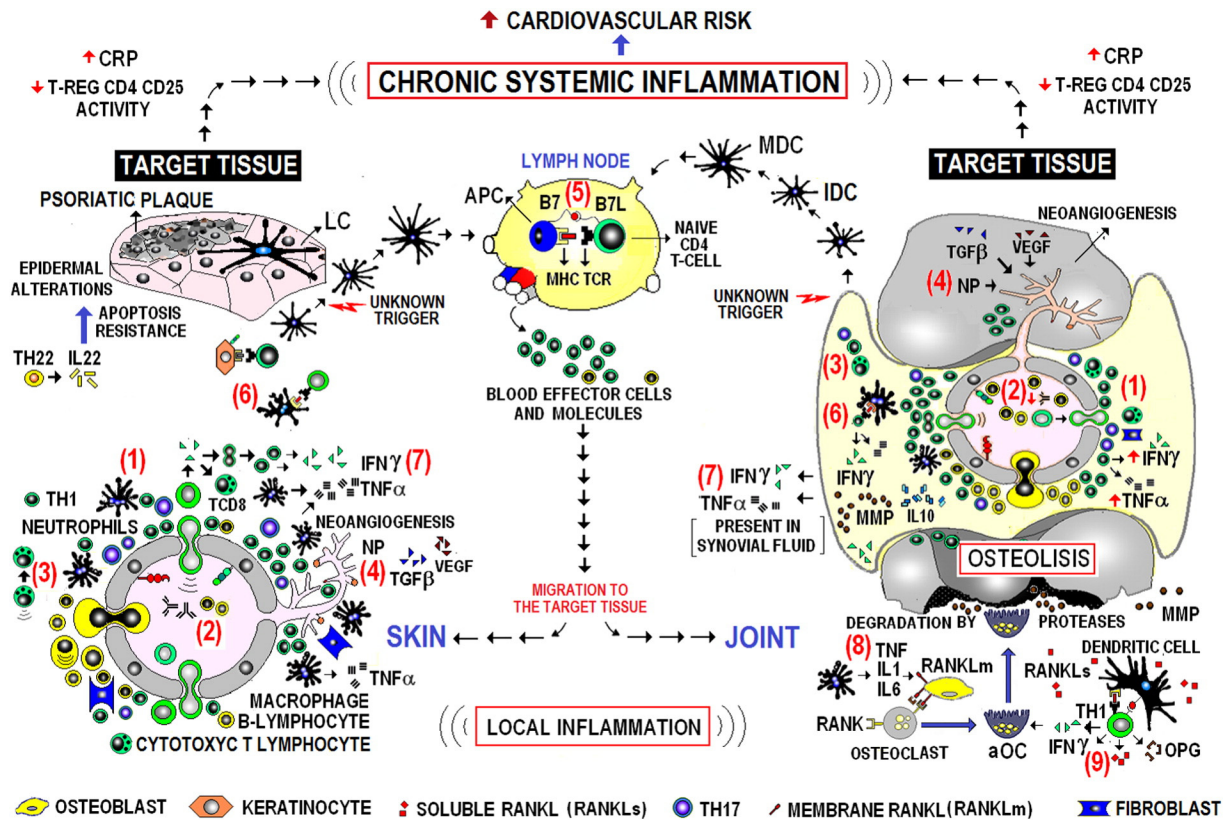 CARDIOVASCULAR RISK
CHRONIC SYSTEMIC INFLAMMATION
CRP
T-REG CD4 CD25
ACTIVITY
TARGET TISSUE
PSORIATIC PLAQUE
LC
EPIDERMAL
ALTERATIONS
APOPTOSIS
RESISTANCE
TH22
IL22
UNKNOWN
TRIGGER
(6)
LYMPH NODE
APC
B7
(5)
B7L
MHC
TCR
NAIVE
CD4
T-CELL
BLOOD EFFECTOR CELLS
AND MOLECULES
MDC
IDC
CRP
T-REG CD4 CD25
ACTIVITY
TARGET TISSUE
NEOANGIOGENESIS
TGFβ
VEGF
(4)
NP
UNKNOWN
TRIGGER
(3)
(2)
(1)
(6)
IFNγ
IFNγ
TNFα
MMP
IL10
(7)
IFNγ
TNFα
PRESENT IN
SYNOVIAL FLUID
OSTEOLISIS
(1)
TH1
NEUTROPHILS
TCD8
IFNγ
(7)
TNFα
NEOANGIOGENESIS
NP
(4)
TGFβ
VEGF
(3)
(2)
TNFα
MACROPHAGE
B-LYMPHOCYTE
CYTOTOXYC T LYMPHOCYTE
MIGRATION TO
THE TARGET TISSUE
SKIN
JOINT
LOCAL INFLAMMATION
DEGRADATION BY
PROTEASES
MMP
(8)
TNF
IL1
IL6
RANKLm
RANK
OSTEOCLAST
aOC
DENDRITIC CELL
RANKLs
TH1
IFNγ
(9)
OPG
OSTEOBLAST
KERATINOCYTE
SOLUBLE RANKL (RANKLs)
TH17
MEMBRANE RANKL (RANKLm)
FIBROBLAST